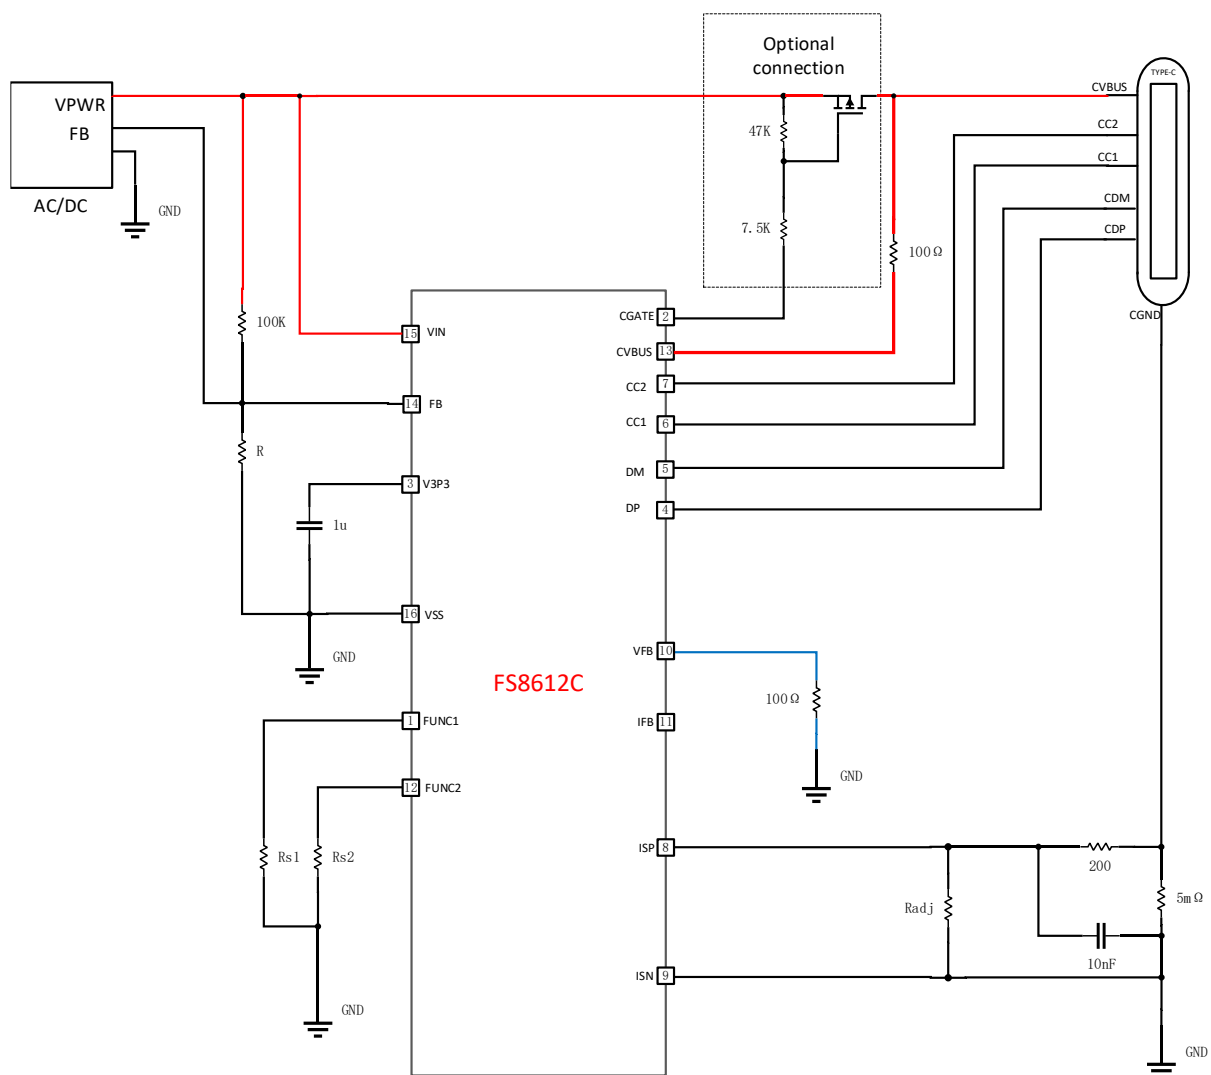 Optional
connection
TYPE-C
VPWR
FB
AC/DC
GND
CVBUS
CC2
CC1
CDM
CDP
CGND
47K
7.5K
100Ω
100K
R
1u
GND
15 VIN
14 FB
3 V3P3
16 VSS
1 FUNC1
12 FUNC2
FS8612C
CGATE 2
CVBUS 13
CC2 7
CC1 6
DM 5
DP 4
VFB 10
IFB 11
ISP 8
ISN 9
100Ω
GND
Rs1
Rs2
GND
Radj
200
5mΩ
10nF
GND